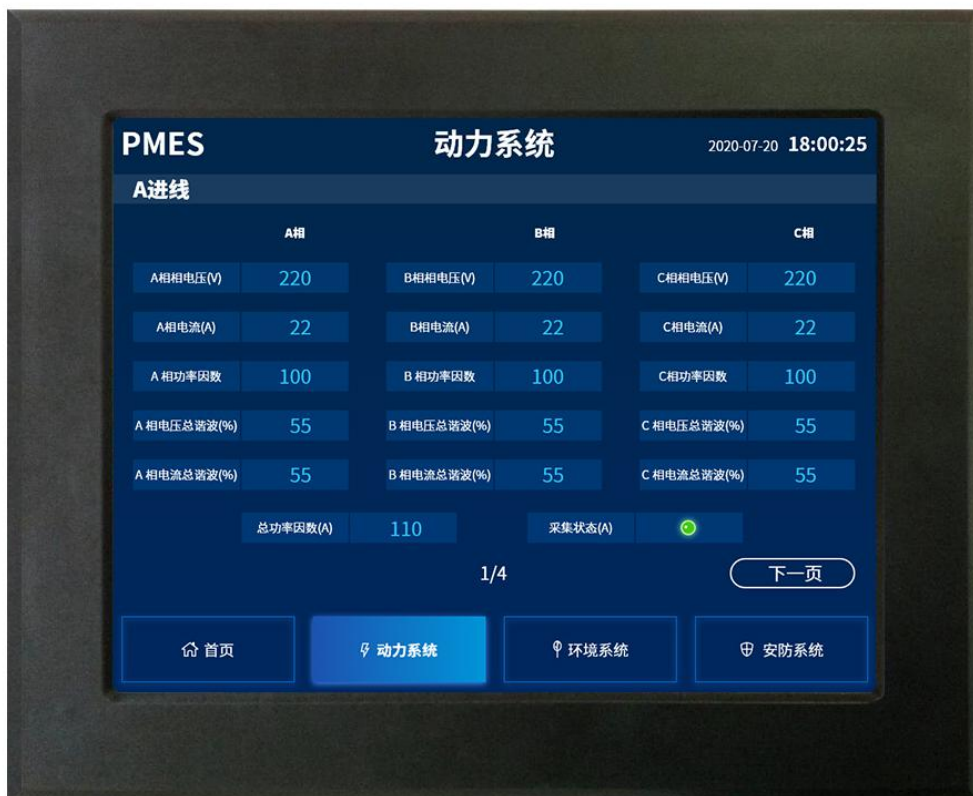 PMES 动力系统 2020-07-20 18:00:25
A进线
A相 B相 C相
A相相电压(V) 220 B相相电压(V) 220 C相相电压(V) 220
A相电流(A) 22 B相电流(A) 22 C相电流(A) 22
A 相功率因数 100 B 相功率因数 100 C相功率因数 100
A 相电压总谐波(%) 55 B 相电压总谐波(%) 55 C 相电压总谐波(%) 55
A 相电流总谐波(%) 55 B 相电流总谐波(%) 55 C 相电流总谐波(%) 55
总功率因数(A) 110 采集状态(A)
1/4 下一页
首页 动力系统 环境系统 安防系统